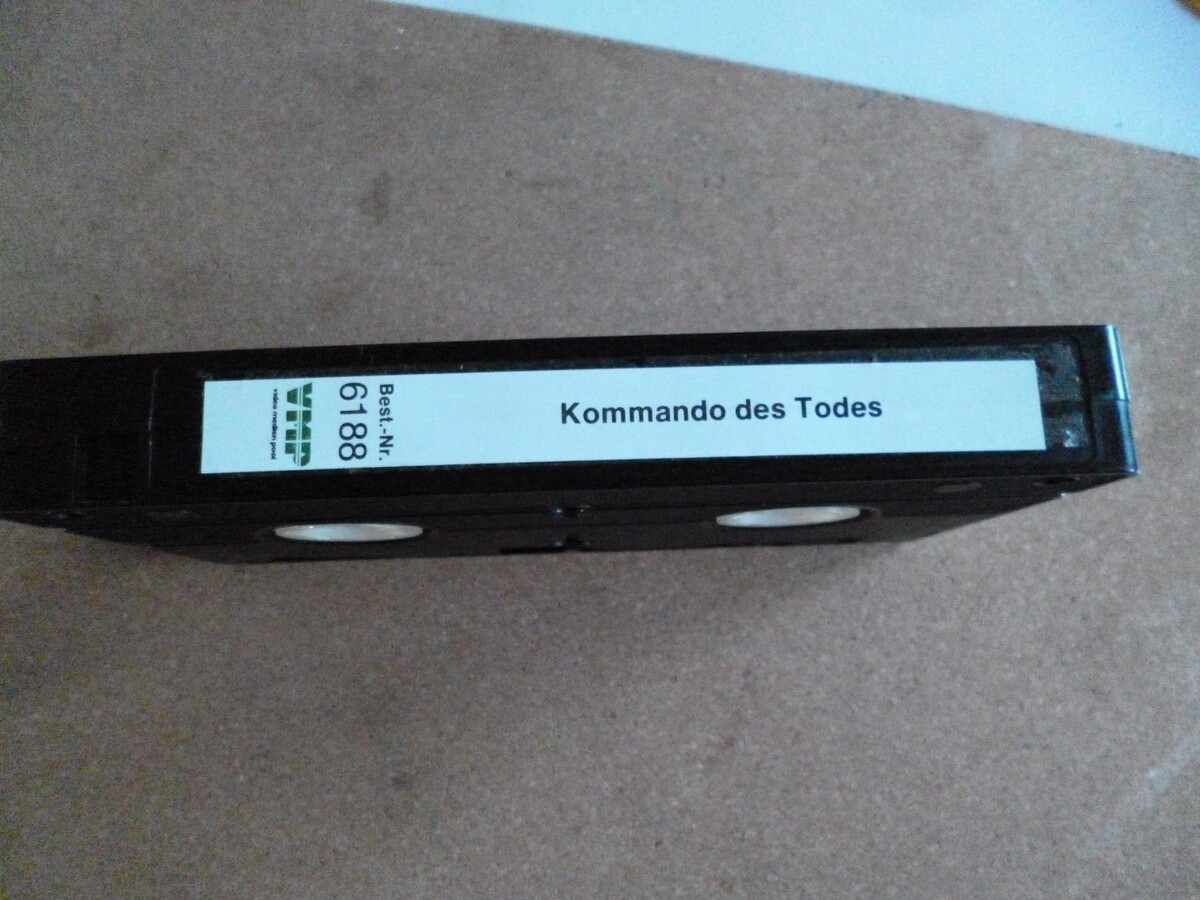 VMP
video medien pool
Best.-Nr.
6188
Kommando des Todes